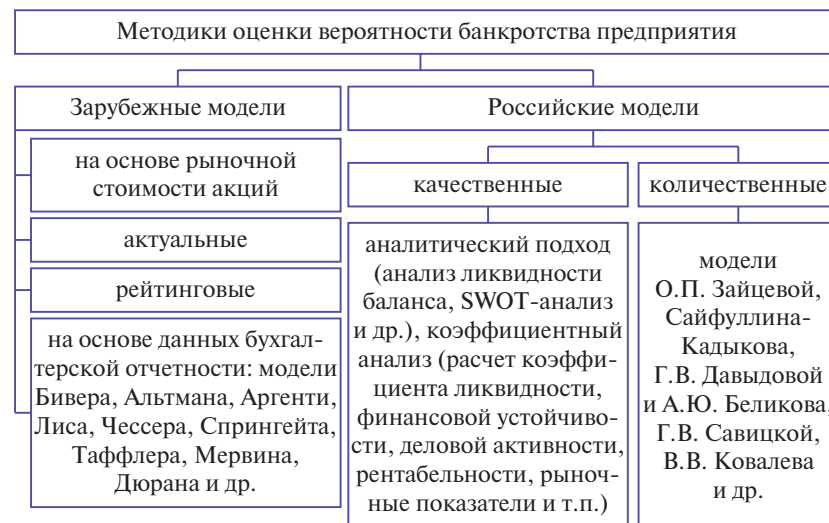 Методики оценки вероятности банкротства предприятия
Зарубежные модели
на основе рыночной
стоимости акций
актуальные
рейтинговые
на основе данных бухгал-
терской отчетности: модели
Бивера, Альтмана, Аргенти,
Лиса, Чессера, Спрингейта,
Таффлера, Мервина,
Дюрана и др.
Российские модели
качественные
аналитический подход
(анализ ликвидности
баланса, SWOT-анализ
и др.), коэффициентный
анализ (расчет коэффи-
циента ликвидности,
финансовой устойчиво-
сти, деловой активности,
рентабельности, рыноч-
ные показатели и т.п.)
количественные
модели
О.П. Зайцевой,
Сайфуллина-
Кадыкова,
Г.В. Давыдовой
и А.Ю. Беликова,
Г.В. Савицкой,
В.В. Ковалева
и др.